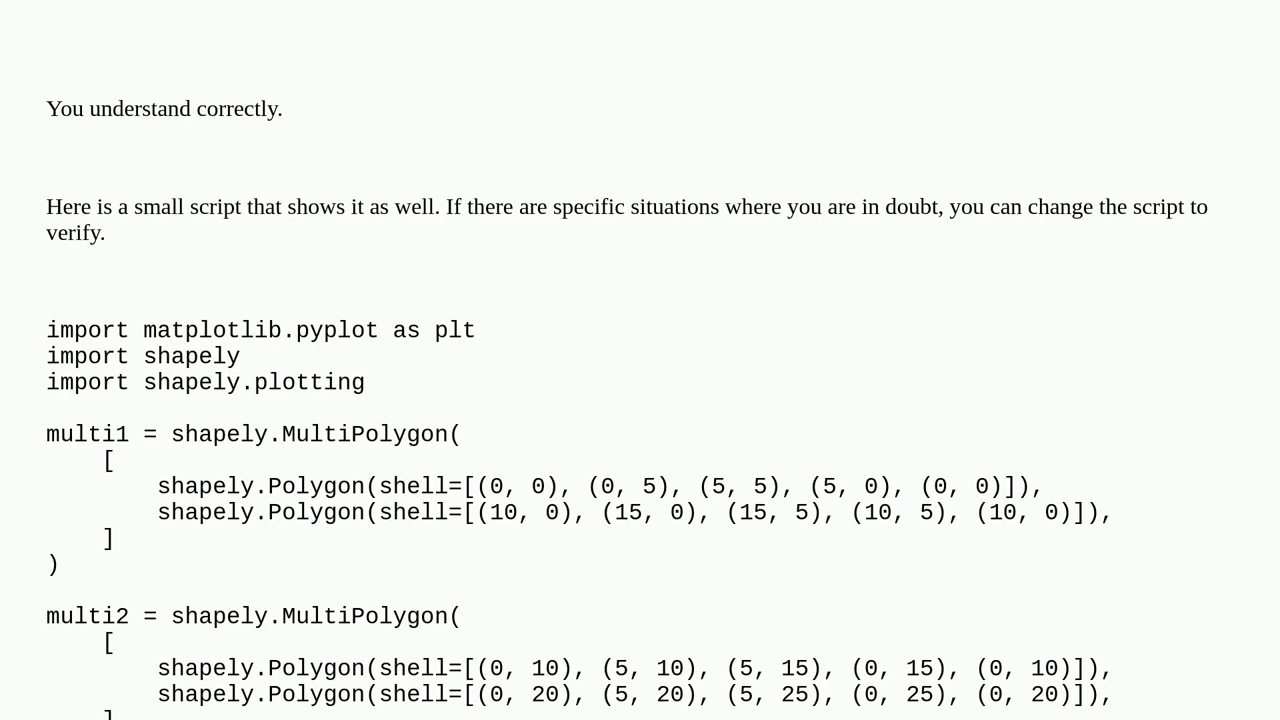 You understand correctly.
Here is a small script that shows it as well. If there are specific situations where you are in doubt, you can change the script to
verify.
import matplotlib.pyplot as plt
import shapely
import shapely.plotting
multi1 = shapely.MultiPolygon(
    [
        shapely.Polygon(shell=[(0, 0), (0, 5), (5, 5), (5, 0), (0, 0)]),
        shapely.Polygon(shell=[(10, 0), (15, 0), (15, 5), (10, 5), (10, 0)]),
    ]
)
multi2 = shapely.MultiPolygon(
    [
        shapely.Polygon(shell=[(0, 10), (5, 10), (5, 15), (0, 15), (0, 10)]),
        shapely.Polygon(shell=[(0, 20), (5, 20), (5, 25), (0, 25), (0, 20)]),
    ]